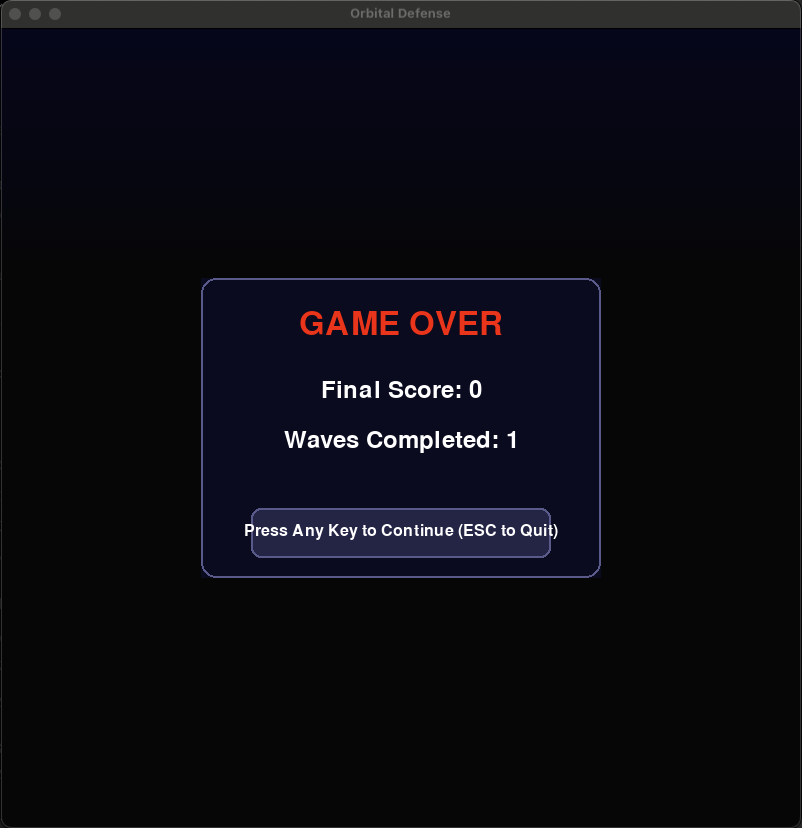 Orbital Defense
GAME OVER
Final Score: 0
Waves Completed: 1
Press Any Key to Continue (ESC to Quit)